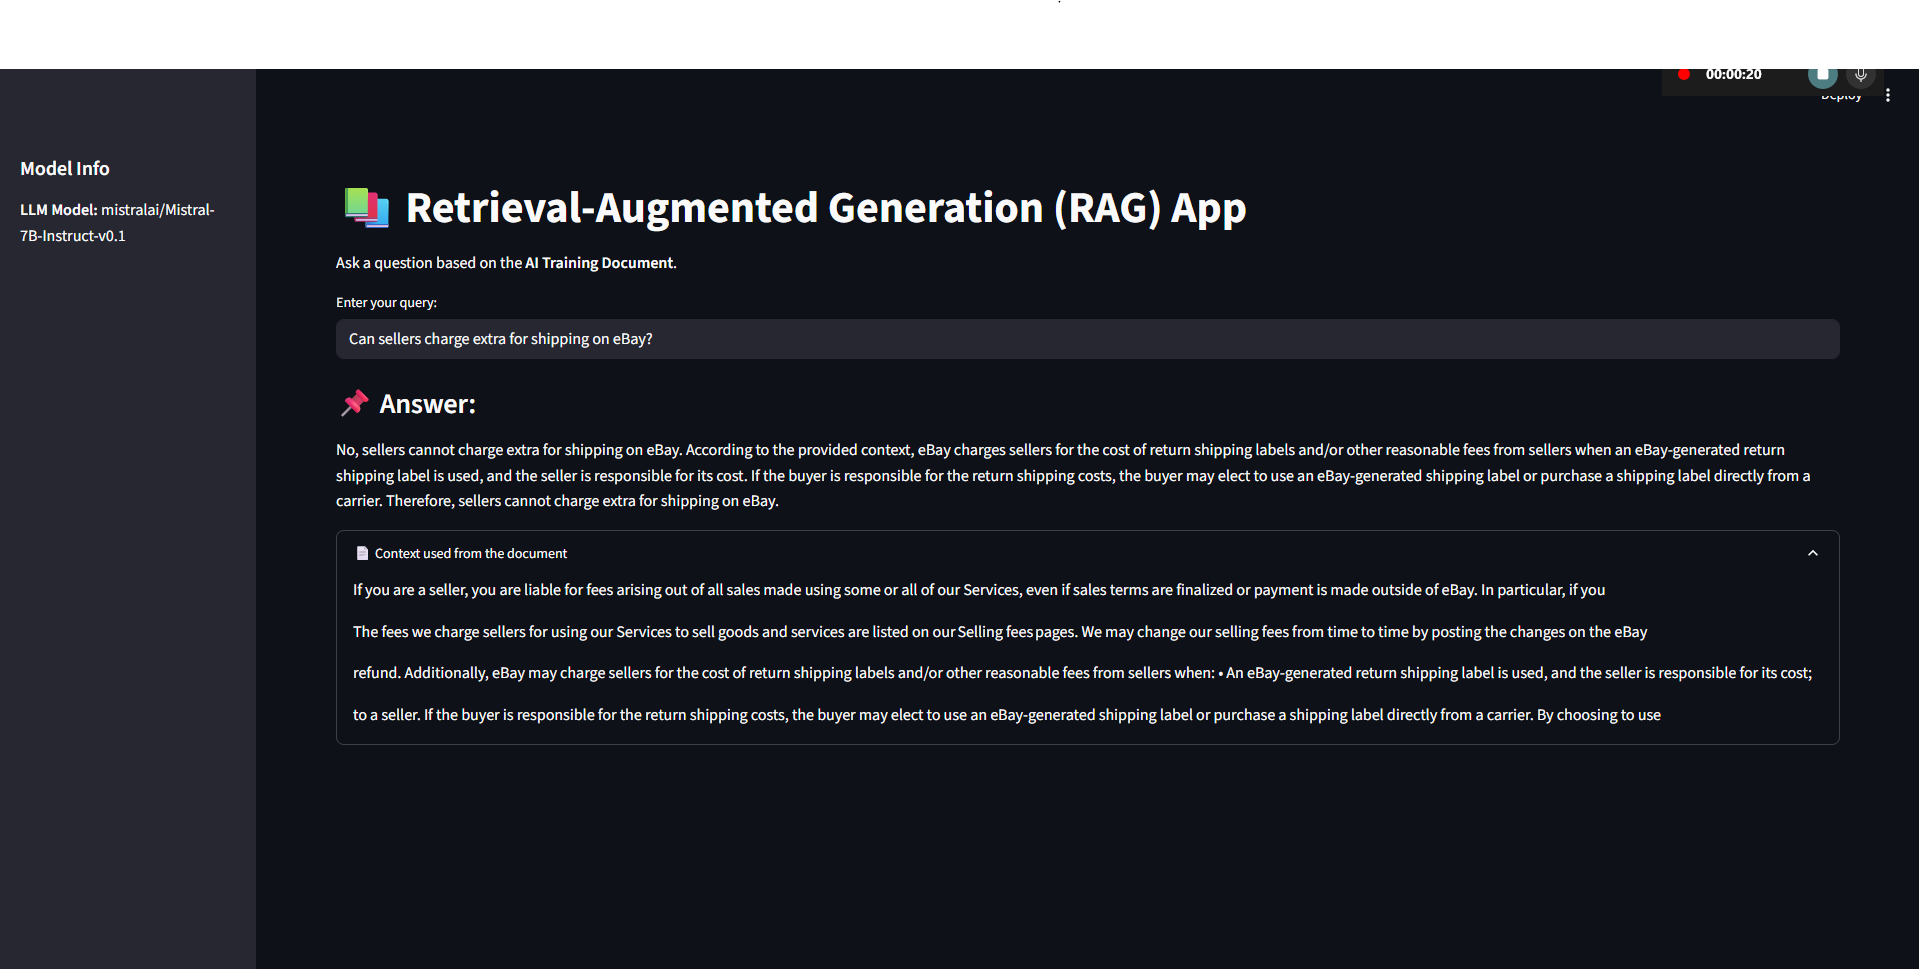 00:00:20
Deploy
Model Info
LLM Model: mistralai/Mistral-
7B-Instruct-v0.1
Retrieval-Augmented Generation (RAG) App
Ask a question based on the AI Training Document.
Enter your query:
Can sellers charge extra for shipping on eBay?
Answer:
No, sellers cannot charge extra for shipping on eBay. According to the provided context, eBay charges sellers for the cost of return shipping labels and/or other reasonable fees from sellers when an eBay-generated return
shipping label is used, and the seller is responsible for its cost. If the buyer is responsible for the return shipping costs, the buyer may elect to use an eBay-generated shipping label or purchase a shipping label directly from a
carrier. Therefore, sellers cannot charge extra for shipping on eBay.
Context used from the document
If you are a seller, you are liable for fees arising out of all sales made using some or all of our Services, even if sales terms are finalized or payment is made outside of eBay. In particular, if you
The fees we charge sellers for using our Services to sell goods and services are listed on our Selling fees pages. We may change our selling fees from time to time by posting the changes on the eBay
refund. Additionally, eBay may charge sellers for the cost of return shipping labels and/or other reasonable fees from sellers when: • An eBay-generated return shipping label is used, and the seller is responsible for its cost;
to a seller. If the buyer is responsible for the return shipping costs, the buyer may elect to use an eBay-generated shipping label or purchase a shipping label directly from a carrier. By choosing to use